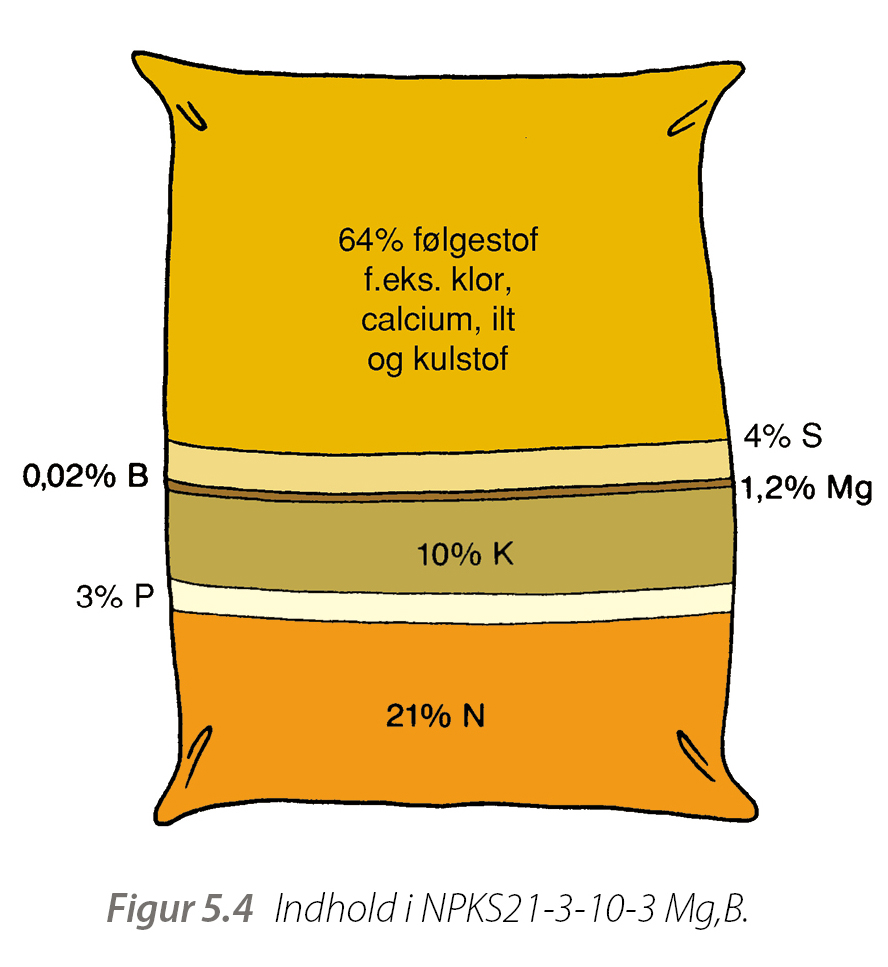 64% følgestof
f.eks. klor,
calcium, ilt
og kulstof
4% S
0,02% B
1,2% Mg
10% K
3% P
21% N
Figur 5.4 Indhold i NPKS21-3-10-3 Mg,B.